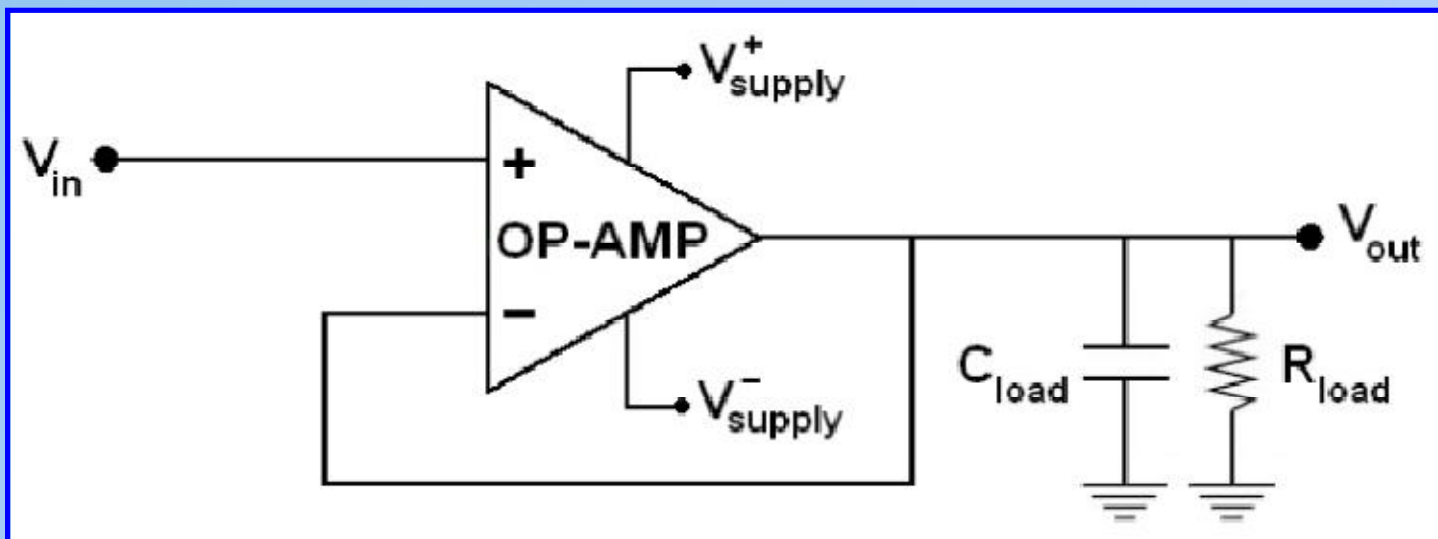 V+supply
Vin
+
OP-AMP
Vout
−
Cload
Rload
V−supply